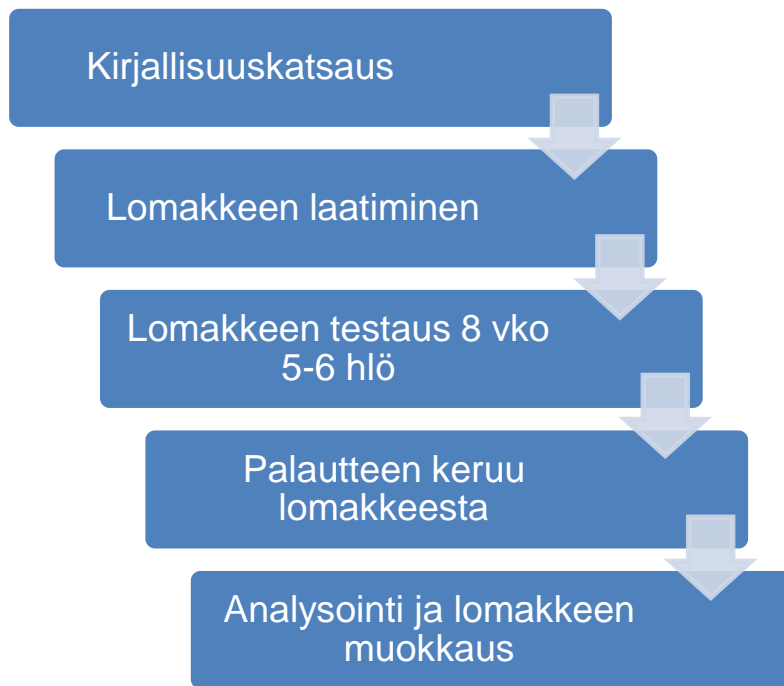 Kirjallisuuskatsaus
Lomakkeen laatiminen
Lomakkeen testaus 8 vko
5-6 hlö
Palautteen keruu
lomakkeesta
Analysointi ja lomakkeen
muokkaus